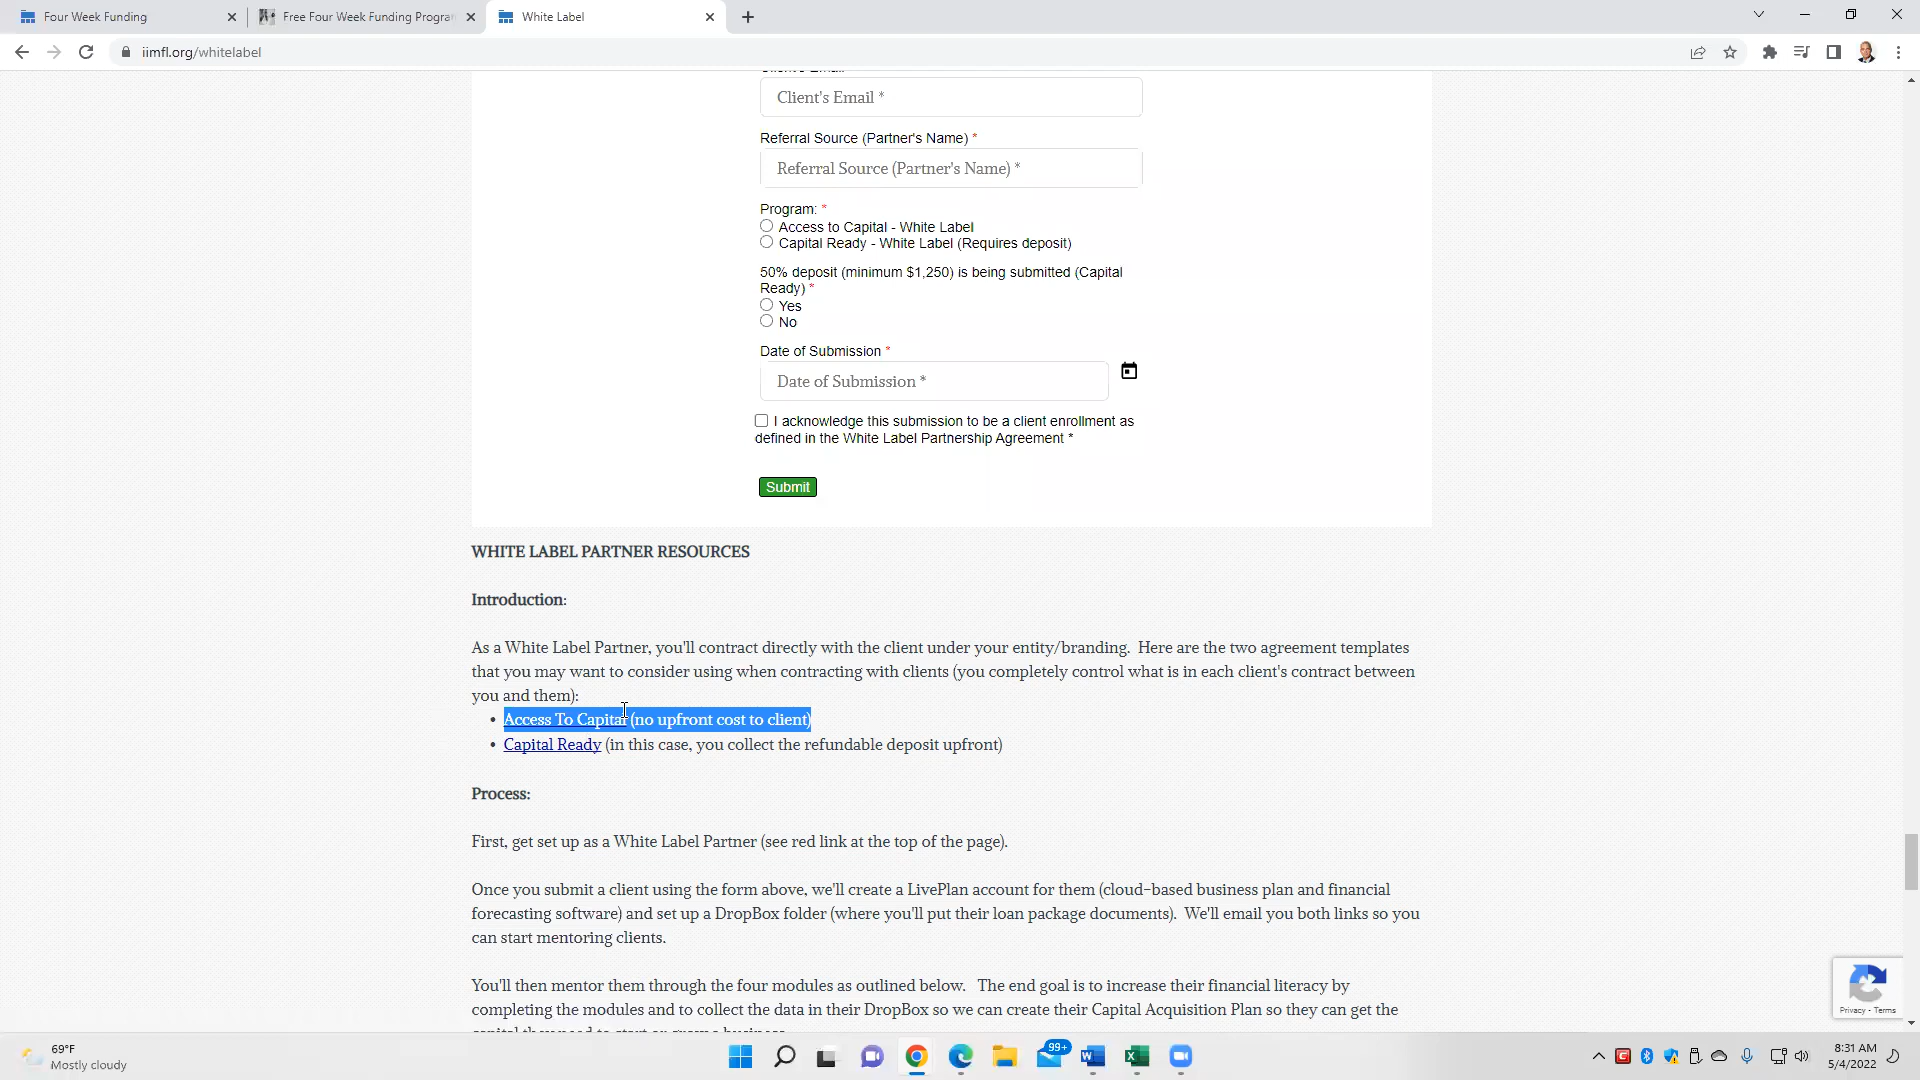 Four Week Funding
Free Four Week Funding Progra
White Label
iimfl.org/whitelabel
Client's Email *
Referral Source (Partner's Name) *
Referral Source (Partner's Name) *
Program: *
Access to Capital - White Label
Capital Ready - White Label (Requires deposit)
50% deposit (minimum $1,250) is being submitted (Capital
Ready) *
Yes
No
Date of Submission *
Date of Submission *
I acknowledge this submission to be a client enrollment as
defined in the White Label Partnership Agreement *
Submit
WHITE LABEL PARTNER RESOURCES
Introduction:
As a White Label Partner, you'll contract directly with the client under your entity/branding.  Here are the two agreement templates
that you may want to consider using when contracting with clients (you completely control what is in each client's contract between
you and them):
• Access To Capital (no upfront cost to client)
• Capital Ready (in this case, you collect the refundable deposit upfront)
Process:
First, get set up as a White Label Partner (see red link at the top of the page).
Once you submit a client using the form above, we'll create a LivePlan account for them (cloud-based business plan and financial
forecasting software) and set up a DropBox folder (where you'll put their loan package documents).  We'll email you both links so you
can start mentoring clients.
You'll then mentor them through the four modules as outlined below.   The end goal is to increase their financial literacy by
completing the modules and to collect the data in their DropBox so we can create their Capital Acquisition Plan so they can get the
Privacy - Terms
69°F
Mostly cloudy
99+
8:31 AM
5/4/2022